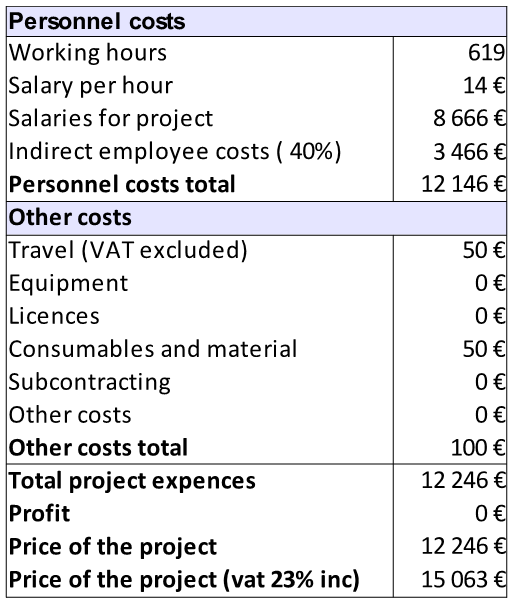 Personnel costs
Working hours 619
Salary per hour 14 €
Salaries for project 8 666 €
Indirect employee costs ( 40%) 3 466 €
Personnel costs total 12 146 €
Other costs
Travel (VAT excluded) 50 €
Equipment 0 €
Licences 0 €
Consumables and material 50 €
Subcontracting 0 €
Other costs 0 €
Other costs total 100 €
Total project expences 12 246 €
Profit 0 €
Price of the project 12 246 €
Price of the project (vat 23% inc) 15 063 €